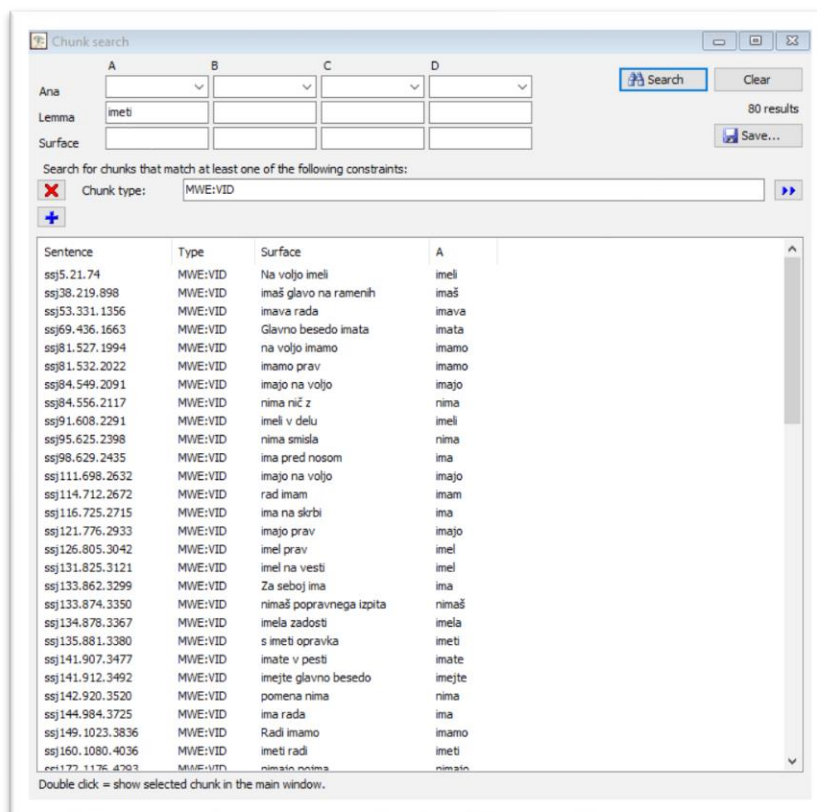 Chunk search
A B C D
Ana
Search Clear
Lemma imeti
80 results
Surface
Save...
Search for chunks that match at least one of the following constraints:
Chunk type: MWE:VID
Sentence Type Surface A
ssj5.21.74 MWE:VID Na voljo imeli imeli
ssj38.219.898 MWE:VID imaš glavo na ramenih imaš
ssj53.331.1356 MWE:VID imava rada imava
ssj69.436.1663 MWE:VID Glavno besedo imata imata
ssj81.527.1994 MWE:VID na voljo imamo imamo
ssj81.532.2022 MWE:VID imamo prav imamo
ssj84.549.2091 MWE:VID imajo na voljo imajo
ssj84.556.2117 MWE:VID nima nič z nima
ssj91.608.2291 MWE:VID imeli v delu imeli
ssj95.625.2398 MWE:VID nima smisla nima
ssj98.629.2435 MWE:VID ima pred nosom ima
ssj111.698.2632 MWE:VID imajo na voljo imajo
ssj114.712.2672 MWE:VID rad imam imam
ssj116.725.2715 MWE:VID ima na skrbi ima
ssj121.776.2933 MWE:VID imajo prav imajo
ssj126.805.3042 MWE:VID imel prav imel
ssj131.825.3121 MWE:VID imel na vesti imel
ssj133.862.3299 MWE:VID Za seboj ima ima
ssj133.874.3350 MWE:VID nimaš popravnega izpita nimaš
ssj134.878.3367 MWE:VID imela zadosti imela
ssj135.881.3380 MWE:VID s imeti opravka imeti
ssj141.907.3477 MWE:VID imate v pesti imate
ssj141.912.3492 MWE:VID imejte glavno besedo imejte
ssj142.920.3520 MWE:VID pomena nima nima
ssj144.984.3725 MWE:VID ima rada ima
ssj149.1023.3836 MWE:VID Radi imamo imamo
ssj160.1080.4036 MWE:VID imeti radi imeti
ssj172.1176.4293 MWE:VID nimajo pojma nimajo
Double click = show selected chunk in the main window.